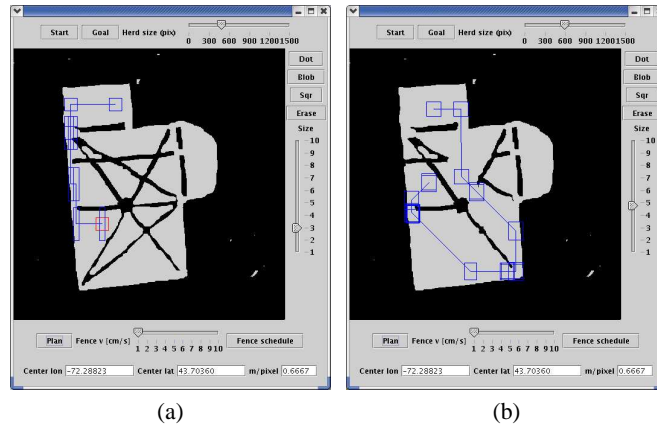 Start Goal Herd size (pix)
0 300 600 900 1200 1500
Dot
Blob
Sqr
Erase
Size
10
9
8
7
6
5
4
3
2
1
Plan Fence v [cm/s] Fence schedule
1 2 3 4 5 6 7 8 9 10
Center lon -72.28823 Center lat 43.70360 m/pixel 0.6667
(a)
Start Goal Herd size (pix)
0 300 600 900 1200 1500
Dot
Blob
Sqr
Erase
Size
10
9
8
7
6
5
4
3
2
1
Plan Fence v [cm/s] Fence schedule
1 2 3 4 5 6 7 8 9 10
Center lon -72.28823 Center lat 43.70360 m/pixel 0.6667
(b)